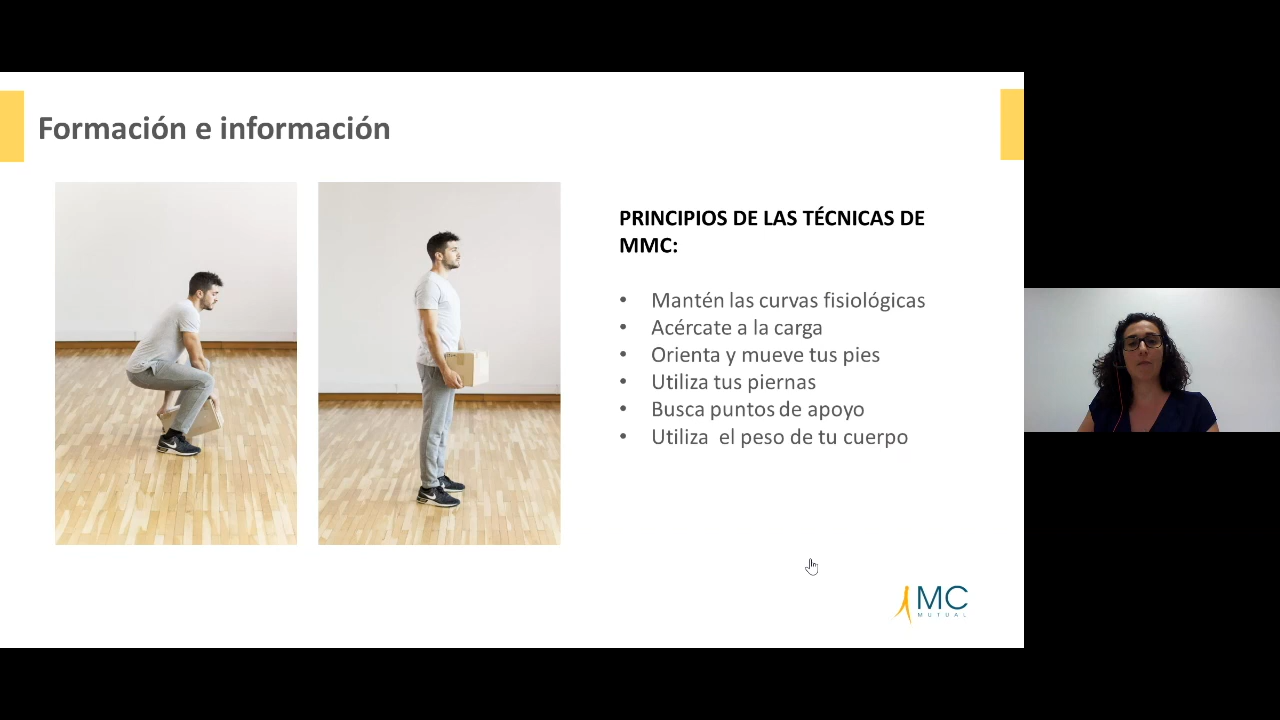 Formación e información
PRINCIPIOS DE LAS TÉCNICAS DE
MMC:
• Mantén las curvas fisiológicas
• Acércate a la carga
• Orienta y mueve tus pies
• Utiliza tus piernas
• Busca puntos de apoyo
• Utiliza el peso de tu cuerpo
MC
MUTUAL